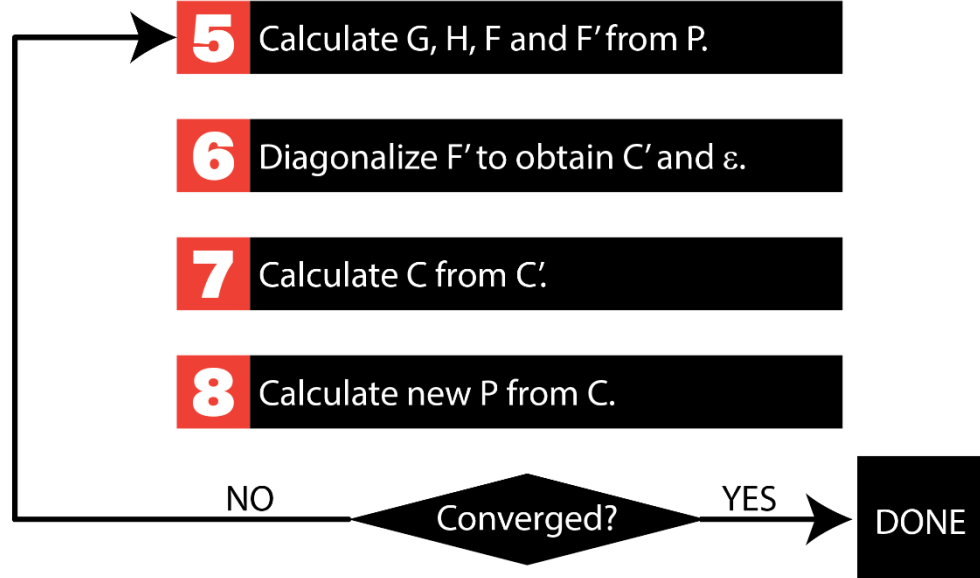 5 Calculate G, H, F and F′ from P.
6 Diagonalize F′ to obtain C′ and ε.
7 Calculate C from C′.
8 Calculate new P from C.
NO Converged? YES DONE